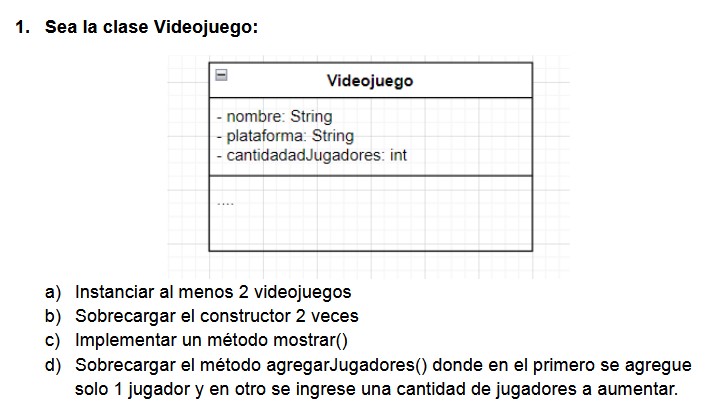 1. Sea la clase Videojuego:
Videojuego
- nombre: String
- plataforma: String
- cantidadadJugadores: int
....
a) Instanciar al menos 2 videojuegos
b) Sobrecargar el constructor 2 veces
c) Implementar un método mostrar()
d) Sobrecargar el método agregarJugadores() donde en el primero se agregue
solo 1 jugador y en otro se ingrese una cantidad de jugadores a aumentar.